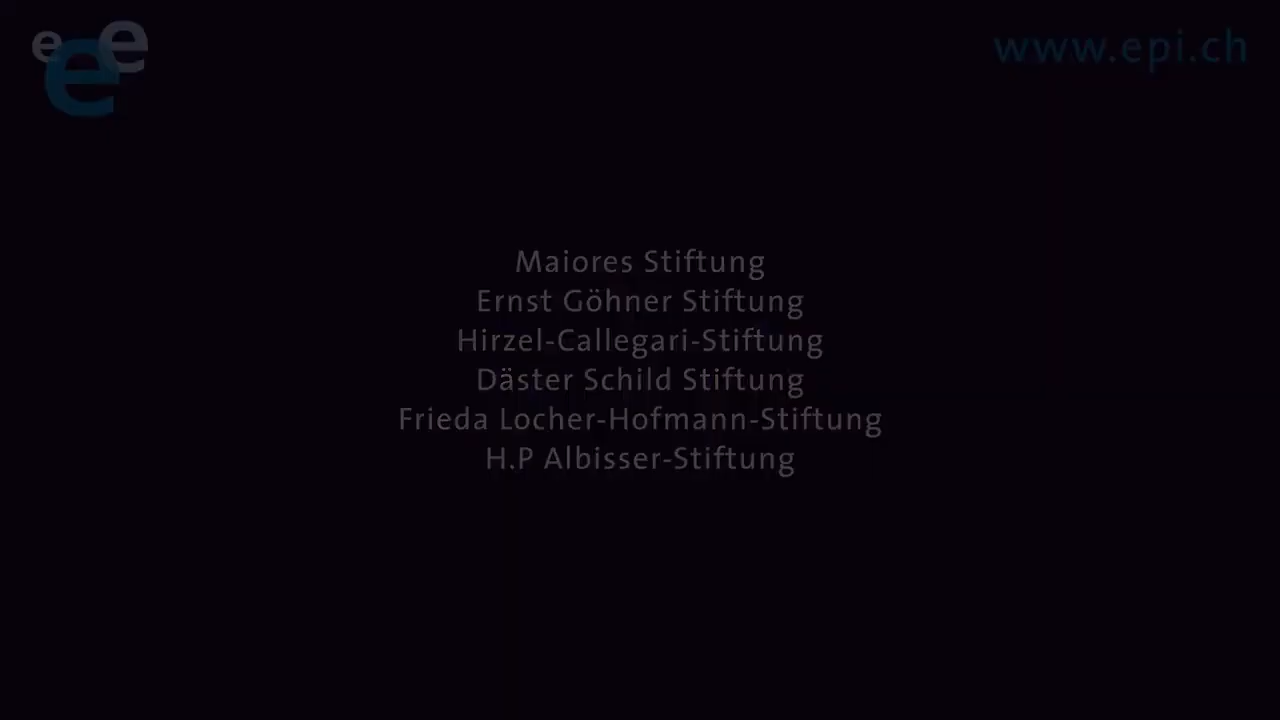 e e e
www.epi.ch
Maiores Stiftung
Ernst Göhner Stiftung
Hirzel-Callegari-Stiftung
Däster Schild Stiftung
Frieda Locher-Hofmann-Stiftung
H.P Albisser-Stiftung